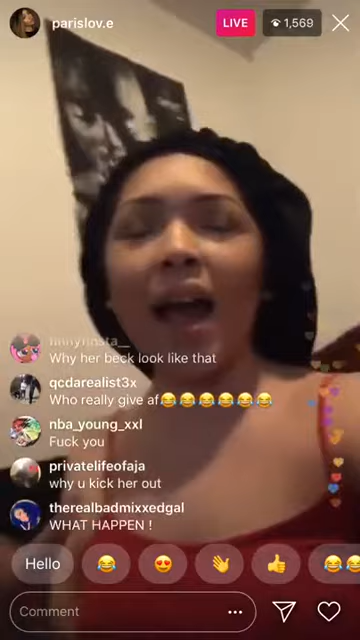 parislov.e
LIVE
1,569
Why her beck look like that
qcdarealist3x
Who really give af😂😂😂😂😂😂
nba_young_xxl
Fuck you
privatelifeofaja
why u kick her out
therealbadmixxedgal
WHAT HAPPEN !
Hello
Comment